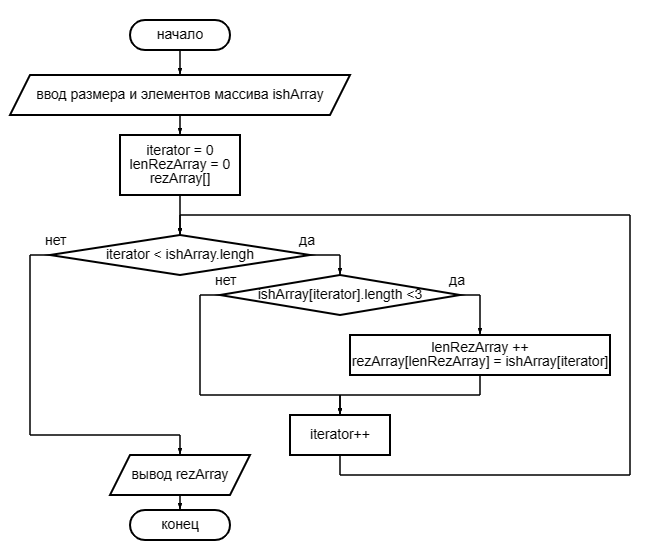 начало
ввод размера и элементов массива ishArray
iterator = 0
lenRezArray = 0
rezArray[]
нет
да
iterator < ishArray.lengh
нет
да
ishArray[iterator].length <3
lenRezArray ++
rezArray[lenRezArray] = ishArray[iterator]
iterator++
вывод rezArray
конец